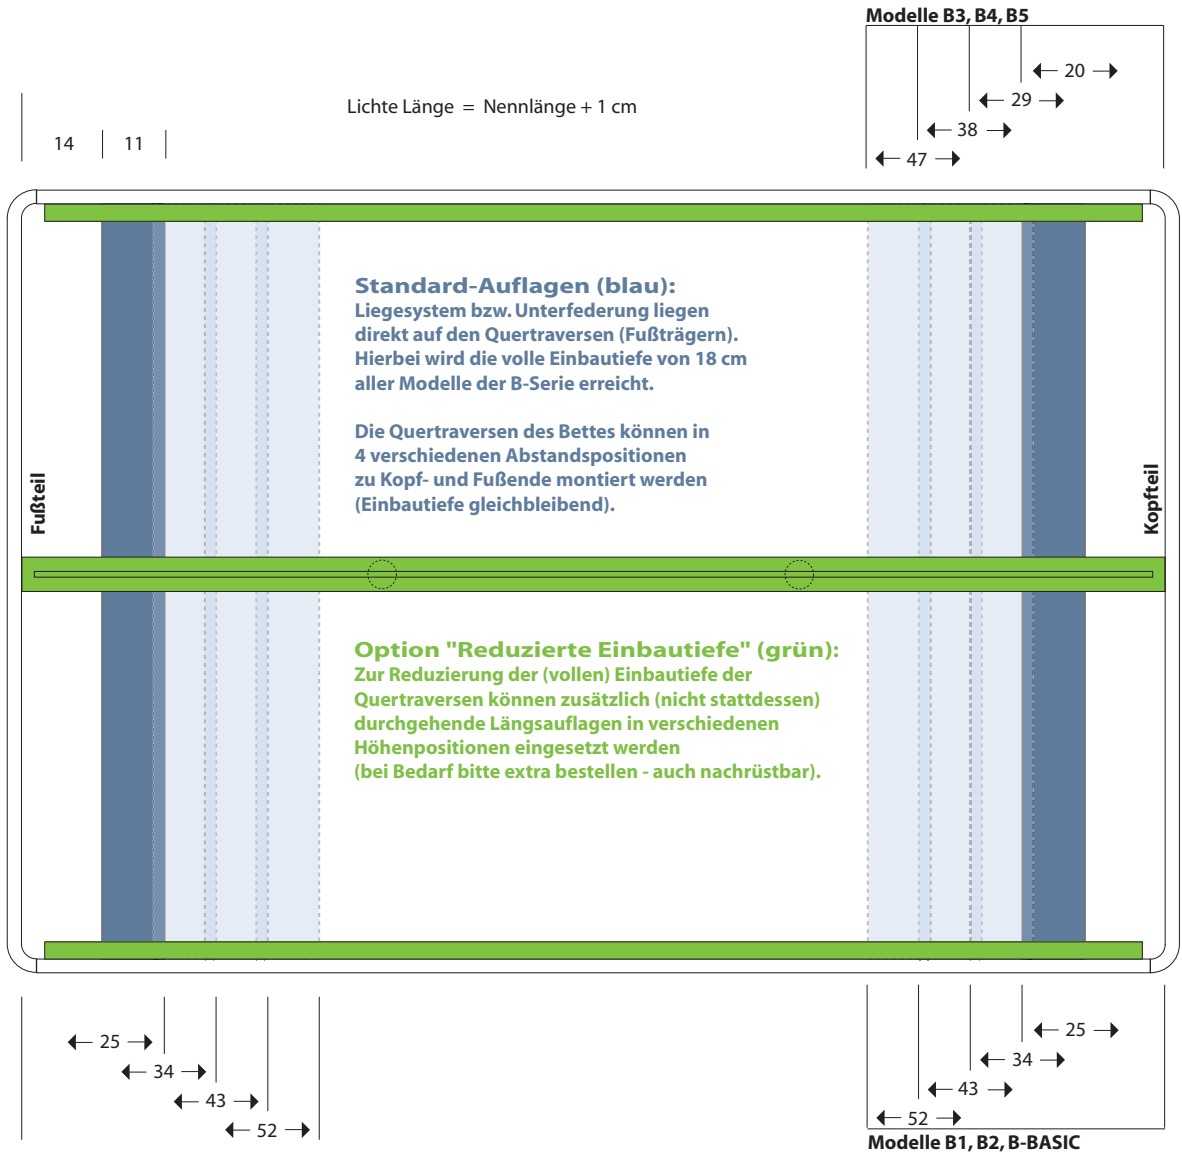 Modelle B3, B4, B5
20
Lichte Länge = Nennlänge + 1 cm
29
14
11
38
47
Standard-Auflagen (blau):
Liegesystem bzw. Unterfederung liegen
direkt auf den Quertraversen (Fußträgern).
Hierbei wird die volle Einbautiefe von 18 cm
aller Modelle der B-Serie erreicht.
Die Quertraversen des Bettes können in
4 verschiedenen Abstandspositionen
zu Kopf- und Fußende montiert werden
(Einbautiefe gleichbleibend).
Fußteil
Kopfteil
Option "Reduzierte Einbautiefe" (grün):
Zur Reduzierung der (vollen) Einbautiefe der
Quertraversen können zusätzlich (nicht stattdessen)
durchgehende Längsauflagen in verschiedenen
Höhenpositionen eingesetzt werden
(bei Bedarf bitte extra bestellen - auch nachrüstbar).
25
34
43
52
25
34
43
52
Modelle B1, B2, B-BASIC